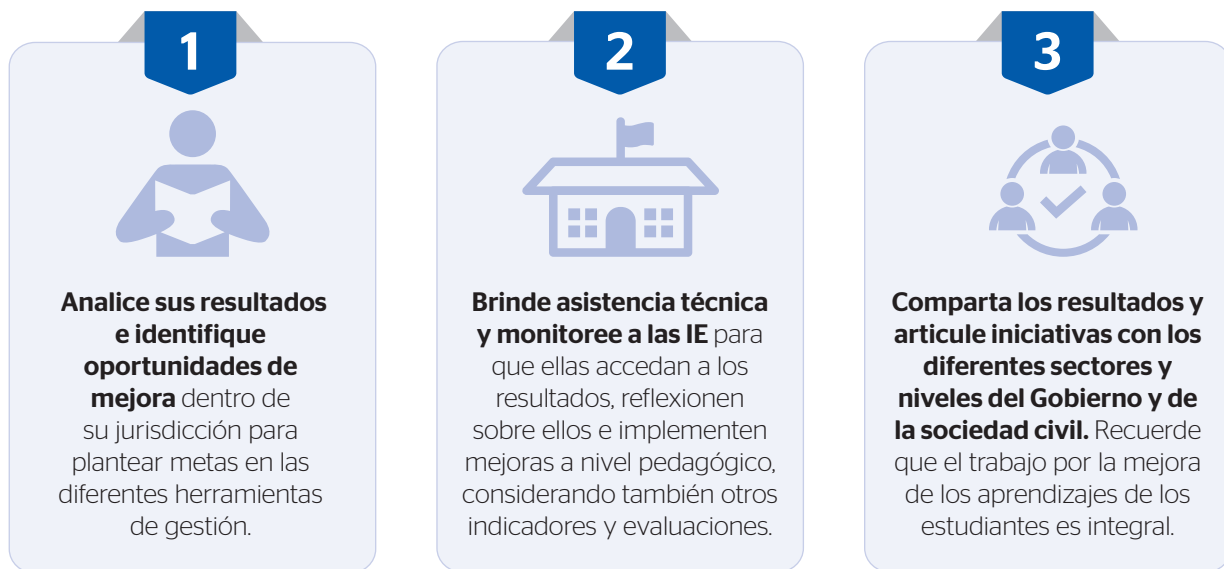 1
Analice sus resultados
e identifique
oportunidades de
mejora dentro de
su jurisdicción para
plantear metas en las
diferentes herramientas
de gestión.
2
Brinde asistencia técnica
y monitoree a las IE para
que ellas accedan a los
resultados, reflexionen
sobre ellos e implementen
mejoras a nivel pedagógico,
considerando también otros
indicadores y evaluaciones.
3
Comparta los resultados y
articule iniciativas con los
diferentes sectores y
niveles del Gobierno y de
la sociedad civil. Recuerde
que el trabajo por la mejora
de los aprendizajes de los
estudiantes es integral.